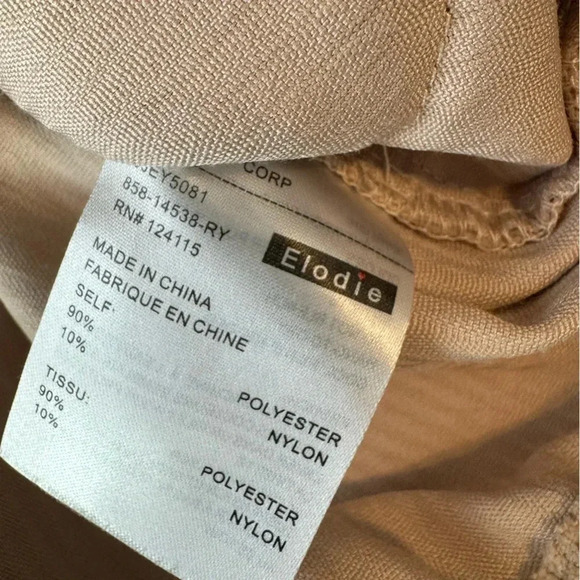 CORP
EY5081
858-14538-RY
RN# 124115
Elodie
MADE IN CHINA
FABRIQUE EN CHINE
SELF:
90% POLYESTER
10% NYLON
TISSU:
90% POLYESTER
10% NYLON